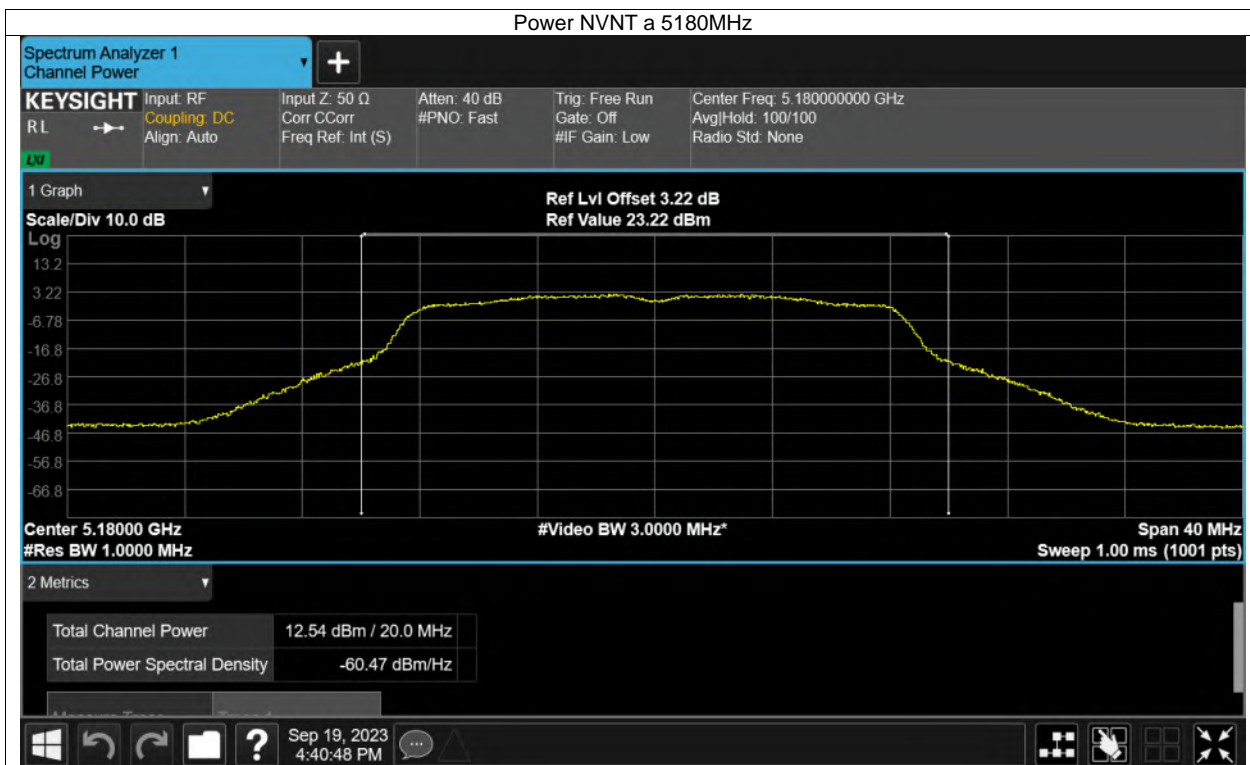 Power NVNT a 5180MHz
Spectrum Analyzer 1
Channel Power
+
KEYSIGHT
RL
LXI
Input: RF
Coupling: DC
Align: Auto
Input Z: 50 Ω
Corr CCorr
Freq Ref: Int (S)
Atten: 40 dB
#PNO: Fast
Trig: Free Run
Gate: Off
#IF Gain: Low
Center Freq: 5.180000000 GHz
Avg|Hold: 100/100
Radio Std: None
1 Graph
Scale/Div 10.0 dB
Ref Lvl Offset 3.22 dB
Ref Value 23.22 dBm
Log
13.2
3.22
-6.78
-16.8
-26.8
-36.8
-46.8
-56.8
-66.8
Center 5.18000 GHz
#Res BW 1.0000 MHz
#Video BW 3.0000 MHz*
Span 40 MHz
Sweep 1.00 ms (1001 pts)
2 Metrics
Total Channel Power 12.54 dBm / 20.0 MHz
Total Power Spectral Density -60.47 dBm/Hz
?
Sep 19, 2023
4:40:48 PM